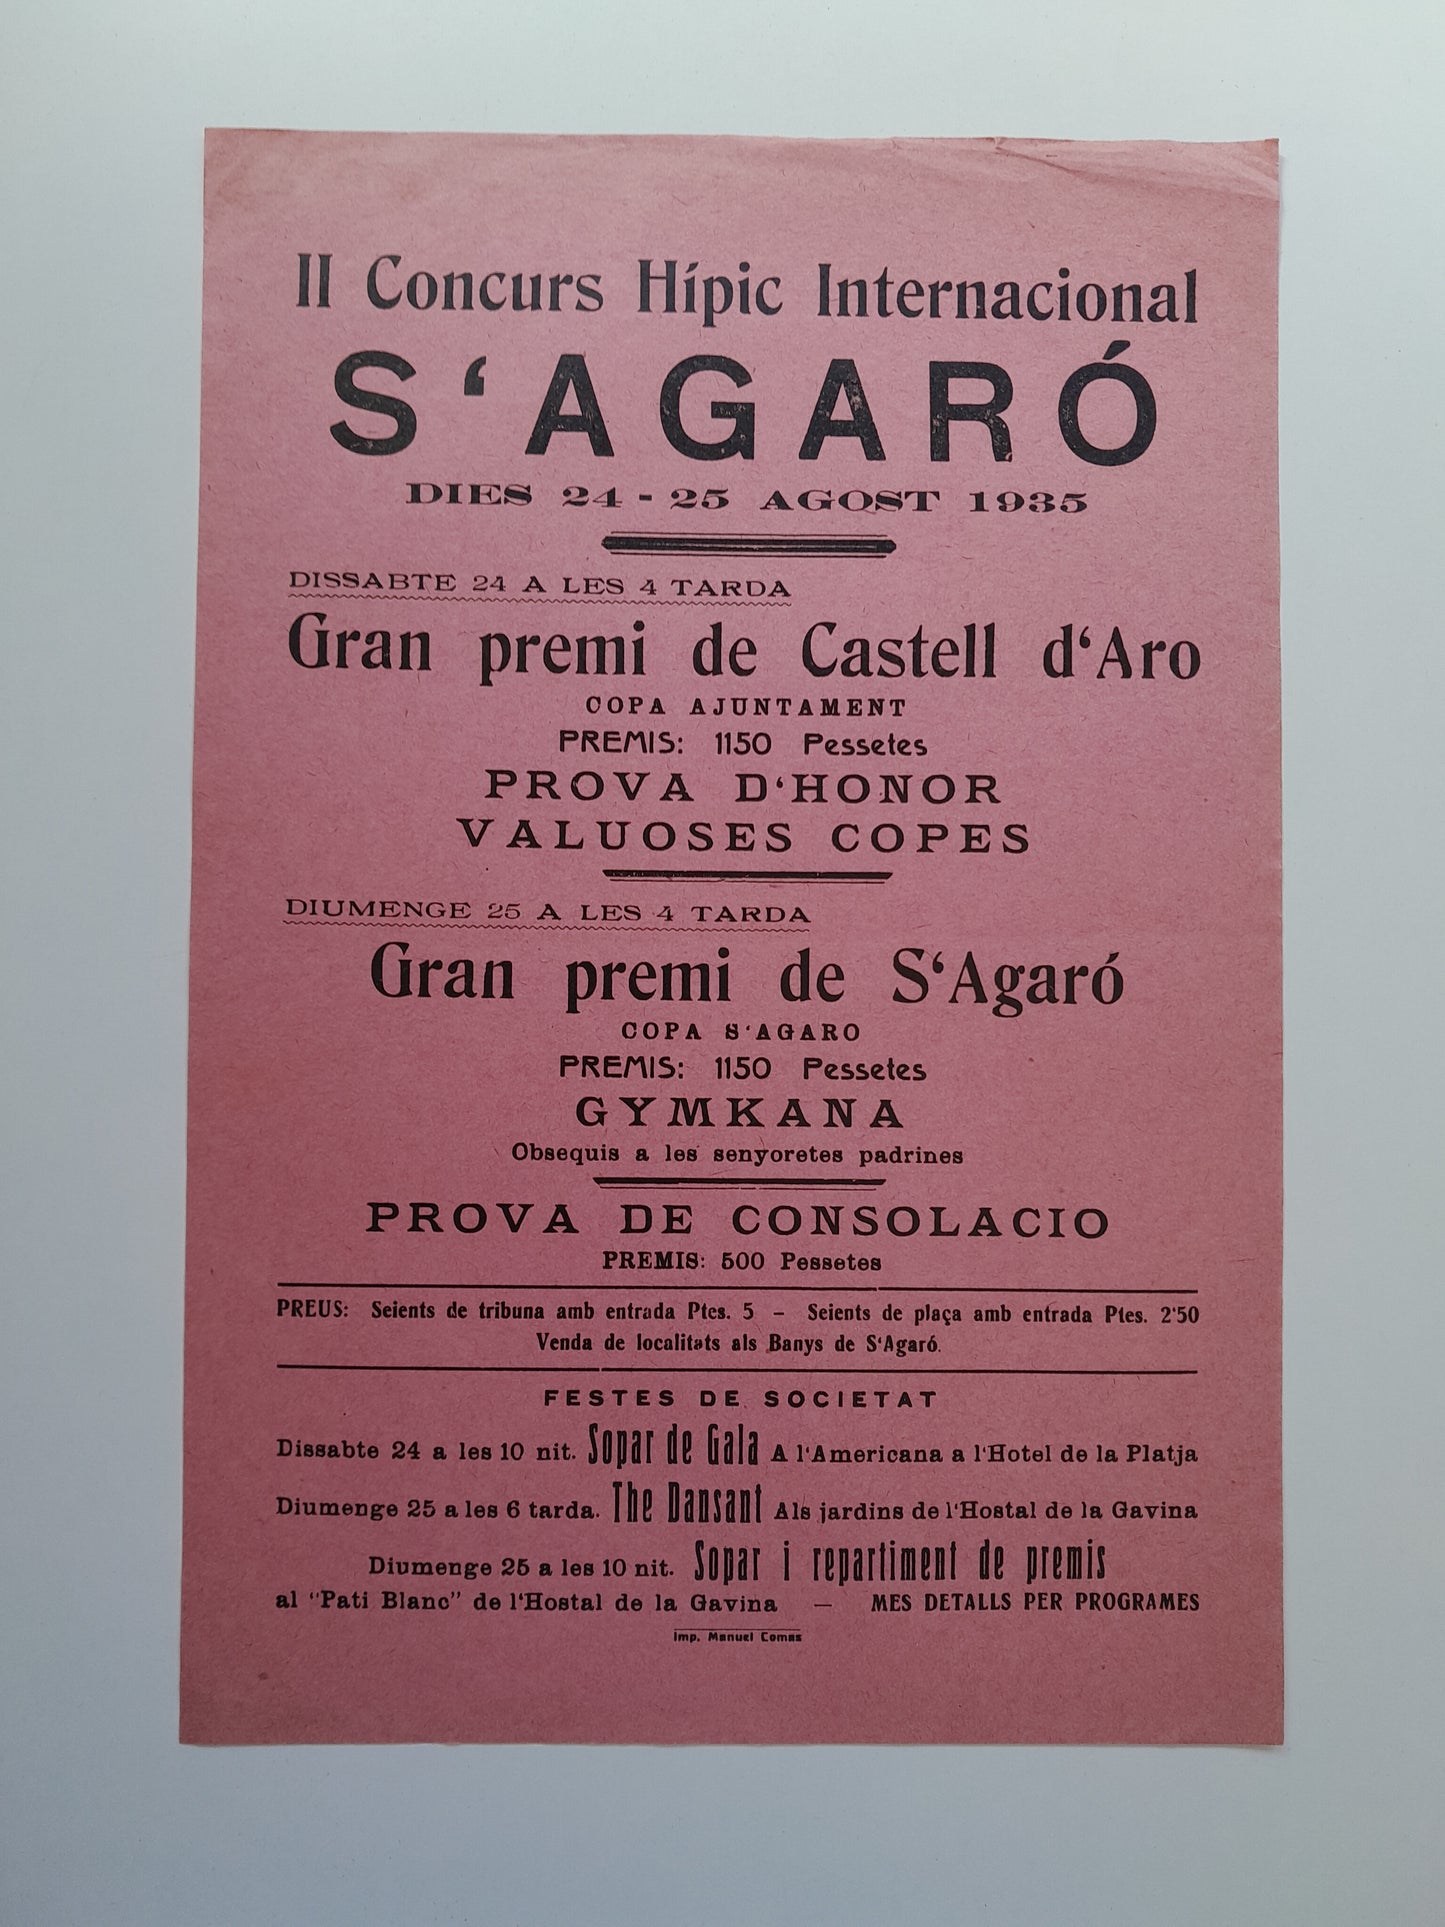 II Concurs Hípic Internacional
S‘AGARÓ
DIES 24 - 25 AGOST 1935
DISSABTE 24 A LES 4 TARDA
Gran premi de Castell d‘Aro
COPA AJUNTAMENT
PREMIS: 1150 Pessetes
PROVA D‘HONOR
VALUOSES COPES
DIUMENGE 25 A LES 4 TARDA
Gran premi de S‘Agaró
COPA S‘AGARO
PREMIS: 1150 Pessetes
GYMKANA
Obsequis a les senyoretes padrines
PROVA DE CONSOLACIO
PREMIS: 500 Pessetes
PREUS: Seients de tribuna amb entrada Ptes. 5 – Seients de plaça amb entrada Ptes. 2‘50
Venda de localitats als Banys de S‘Agaró.
FESTES DE SOCIETAT
Dissabte 24 a les 10 nit. Sopar de Gala A l‘Americana a l‘Hotel de la Platja
Diumenge 25 a les 6 tarda. The Dansant Als jardins de l‘Hostal de la Gavina
Diumenge 25 a les 10 nit. Sopar i repartiment de premis
al “Pati Blanc” de l‘Hostal de la Gavina — MES DETALLS PER PROGRAMES
Imp. Manuel Comas